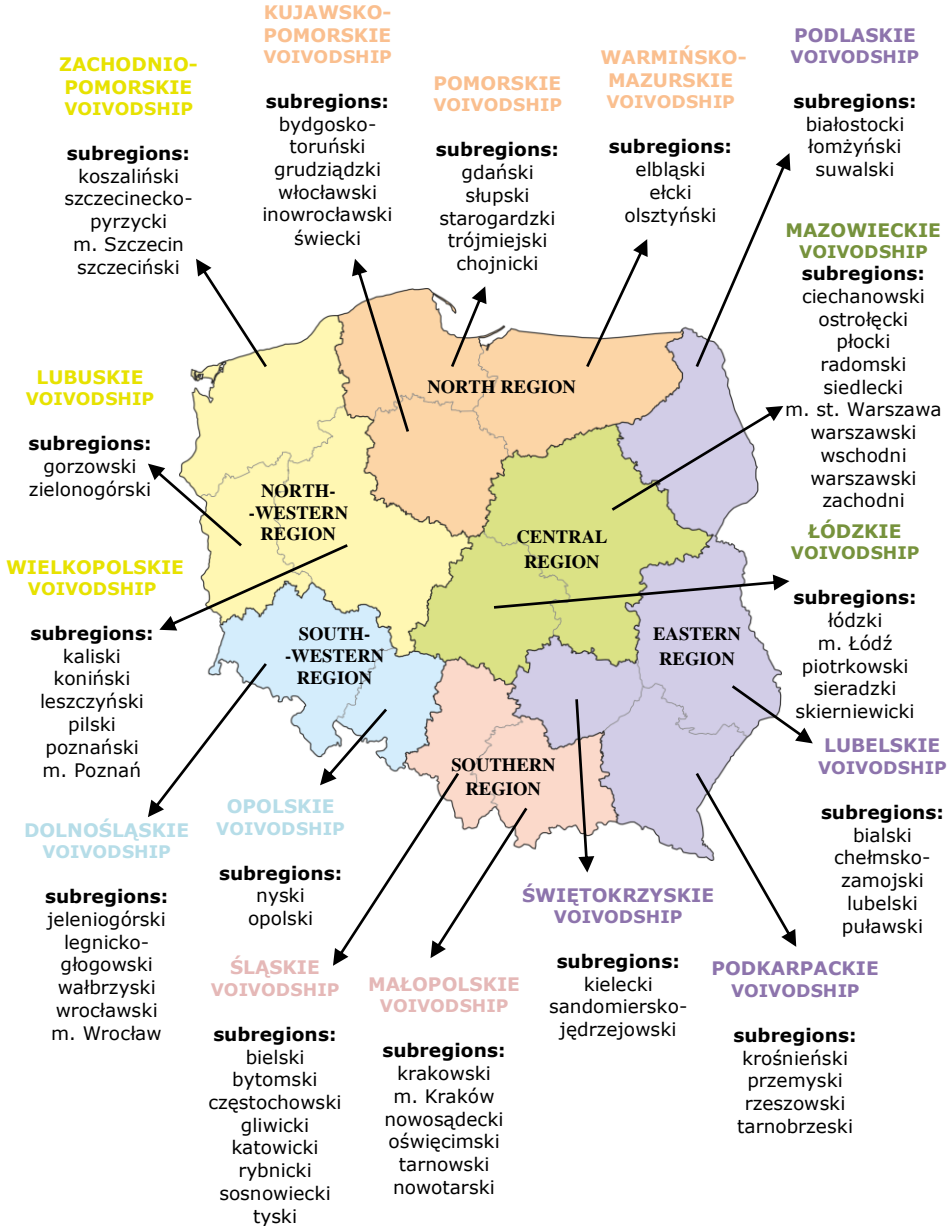 KUJAWSKO-
POMORSKIE
VOIVODSHIP
subregions:
bydgosko-
toruński
grudziądzki
włocławski
inowrocławski
świecki
PODLASKIE
VOIVODSHIP
subregions:
białostocki
łomżyński
suwalski
ZACHODNIO-
POMORSKIE
VOIVODSHIP
subregions:
koszaliński
szczecinecko-
pyrzycki
m. Szczecin
szczeciński
POMORSKIE
VOIVODSHIP
subregions:
gdański
słupski
starogardzki
trójmiejski
chojnicki
WARMIŃSKO-
MAZURSKIE
VOIVODSHIP
subregions:
elbląski
ełcki
olsztyński
MAZOWIECKIE
VOIVODSHIP
subregions:
ciechanowski
ostrołęcki
płocki
radomski
siedlecki
m. st. Warszawa
warszawski
wschodni
warszawski
zachodni
LUBUSKIE
VOIVODSHIP
subregions:
gorzowski
zielonogórski
NORTH REGION
NORTH-
-WESTERN
REGION
CENTRAL
REGION
ŁÓDZKIE
VOIVODSHIP
subregions:
łódzki
m. Łódź
piotrkowski
sieradzki
skierniewicki
WIELKOPOLSKIE
VOIVODSHIP
subregions:
kaliski
koniński
leszczyński
pilski
poznański
m. Poznań
SOUTH-
-WESTERN
REGION
EASTERN
REGION
SOUTHERN
REGION
LUBELSKIE
VOIVODSHIP
subregions:
bialski
chełmsko-
zamojski
lubelski
puławski
DOLNOŚLĄSKIE
VOIVODSHIP
subregions:
jeleniogórski
legnicko-
głogowski
wałbrzyski
wrocławski
m. Wrocław
OPOLSKIE
VOIVODSHIP
subregions:
nyski
opolski
ŚWIĘTOKRZYSKIE
VOIVODSHIP
subregions:
kielecki
sandomiersko-
jędrzejowski
ŚLĄSKIE
VOIVODSHIP
subregions:
bielski
bytomski
częstochowski
gliwicki
katowicki
rybnicki
sosnowiecki
tyski
MAŁOPOLSKIE
VOIVODSHIP
subregions:
krakowski
m. Kraków
nowosądecki
oświęcimski
tarnowski
nowotarski
PODKARPACKIE
VOIVODSHIP
subregions:
krośnieński
przemyski
rzeszowski
tarnobrzeski